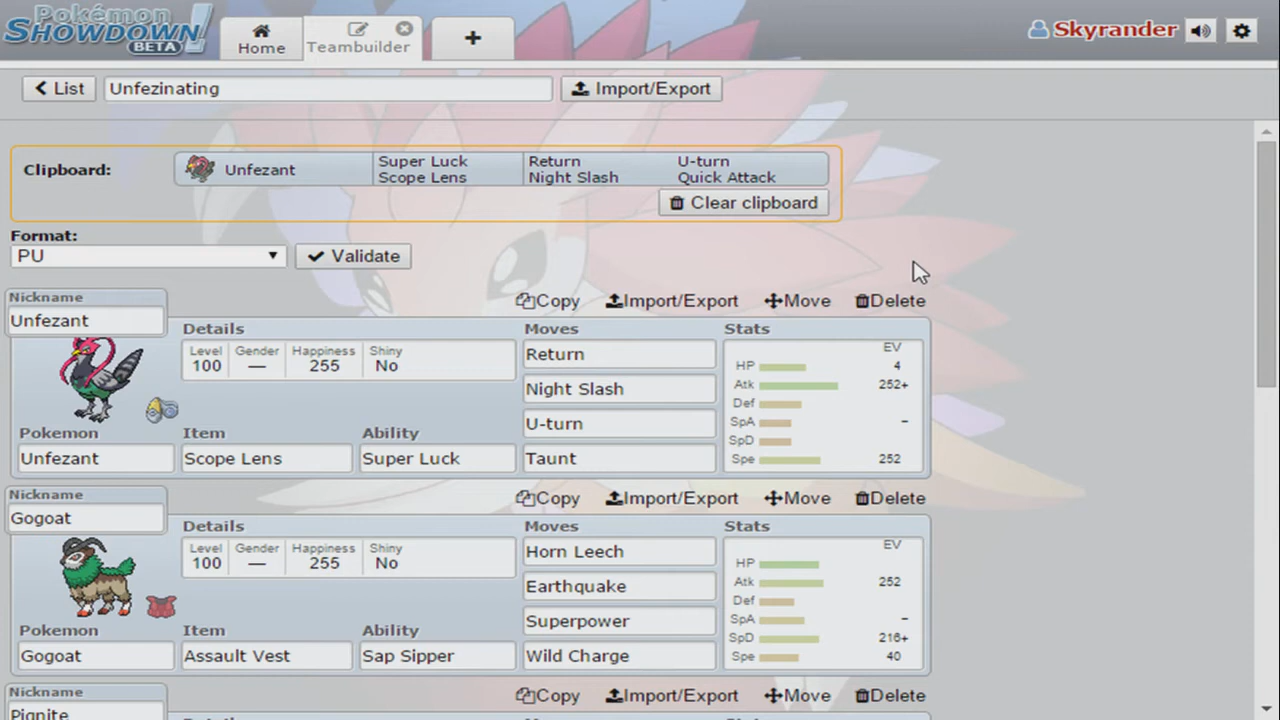 Pokémon
SHOWDOWN!
BETA
Home
Teambuilder
+
Skyrander
List
Unfezinating
Import/Export
Clipboard:
Unfezant
Super Luck
Scope Lens
Return
Night Slash
U-turn
Quick Attack
Clear clipboard
Format:
PU
Validate
Nickname
Unfezant
Copy Import/Export Move Delete
Details
Level Gender Happiness Shiny
100 — 255 No
Pokemon
Unfezant
Item
Scope Lens
Ability
Super Luck
Moves
Return
Night Slash
U-turn
Taunt
Stats
EV
HP 4
Atk 252+
Def
SpA –
SpD
Spe 252
Nickname
Gogoat
Copy Import/Export Move Delete
Details
Level Gender Happiness Shiny
100 — 255 No
Pokemon
Gogoat
Item
Assault Vest
Ability
Sap Sipper
Moves
Horn Leech
Earthquake
Superpower
Wild Charge
Stats
EV
HP
Atk 252
Def
SpA –
SpD 216+
Spe 40
Nickname
Pignite
Copy Import/Export Move Delete